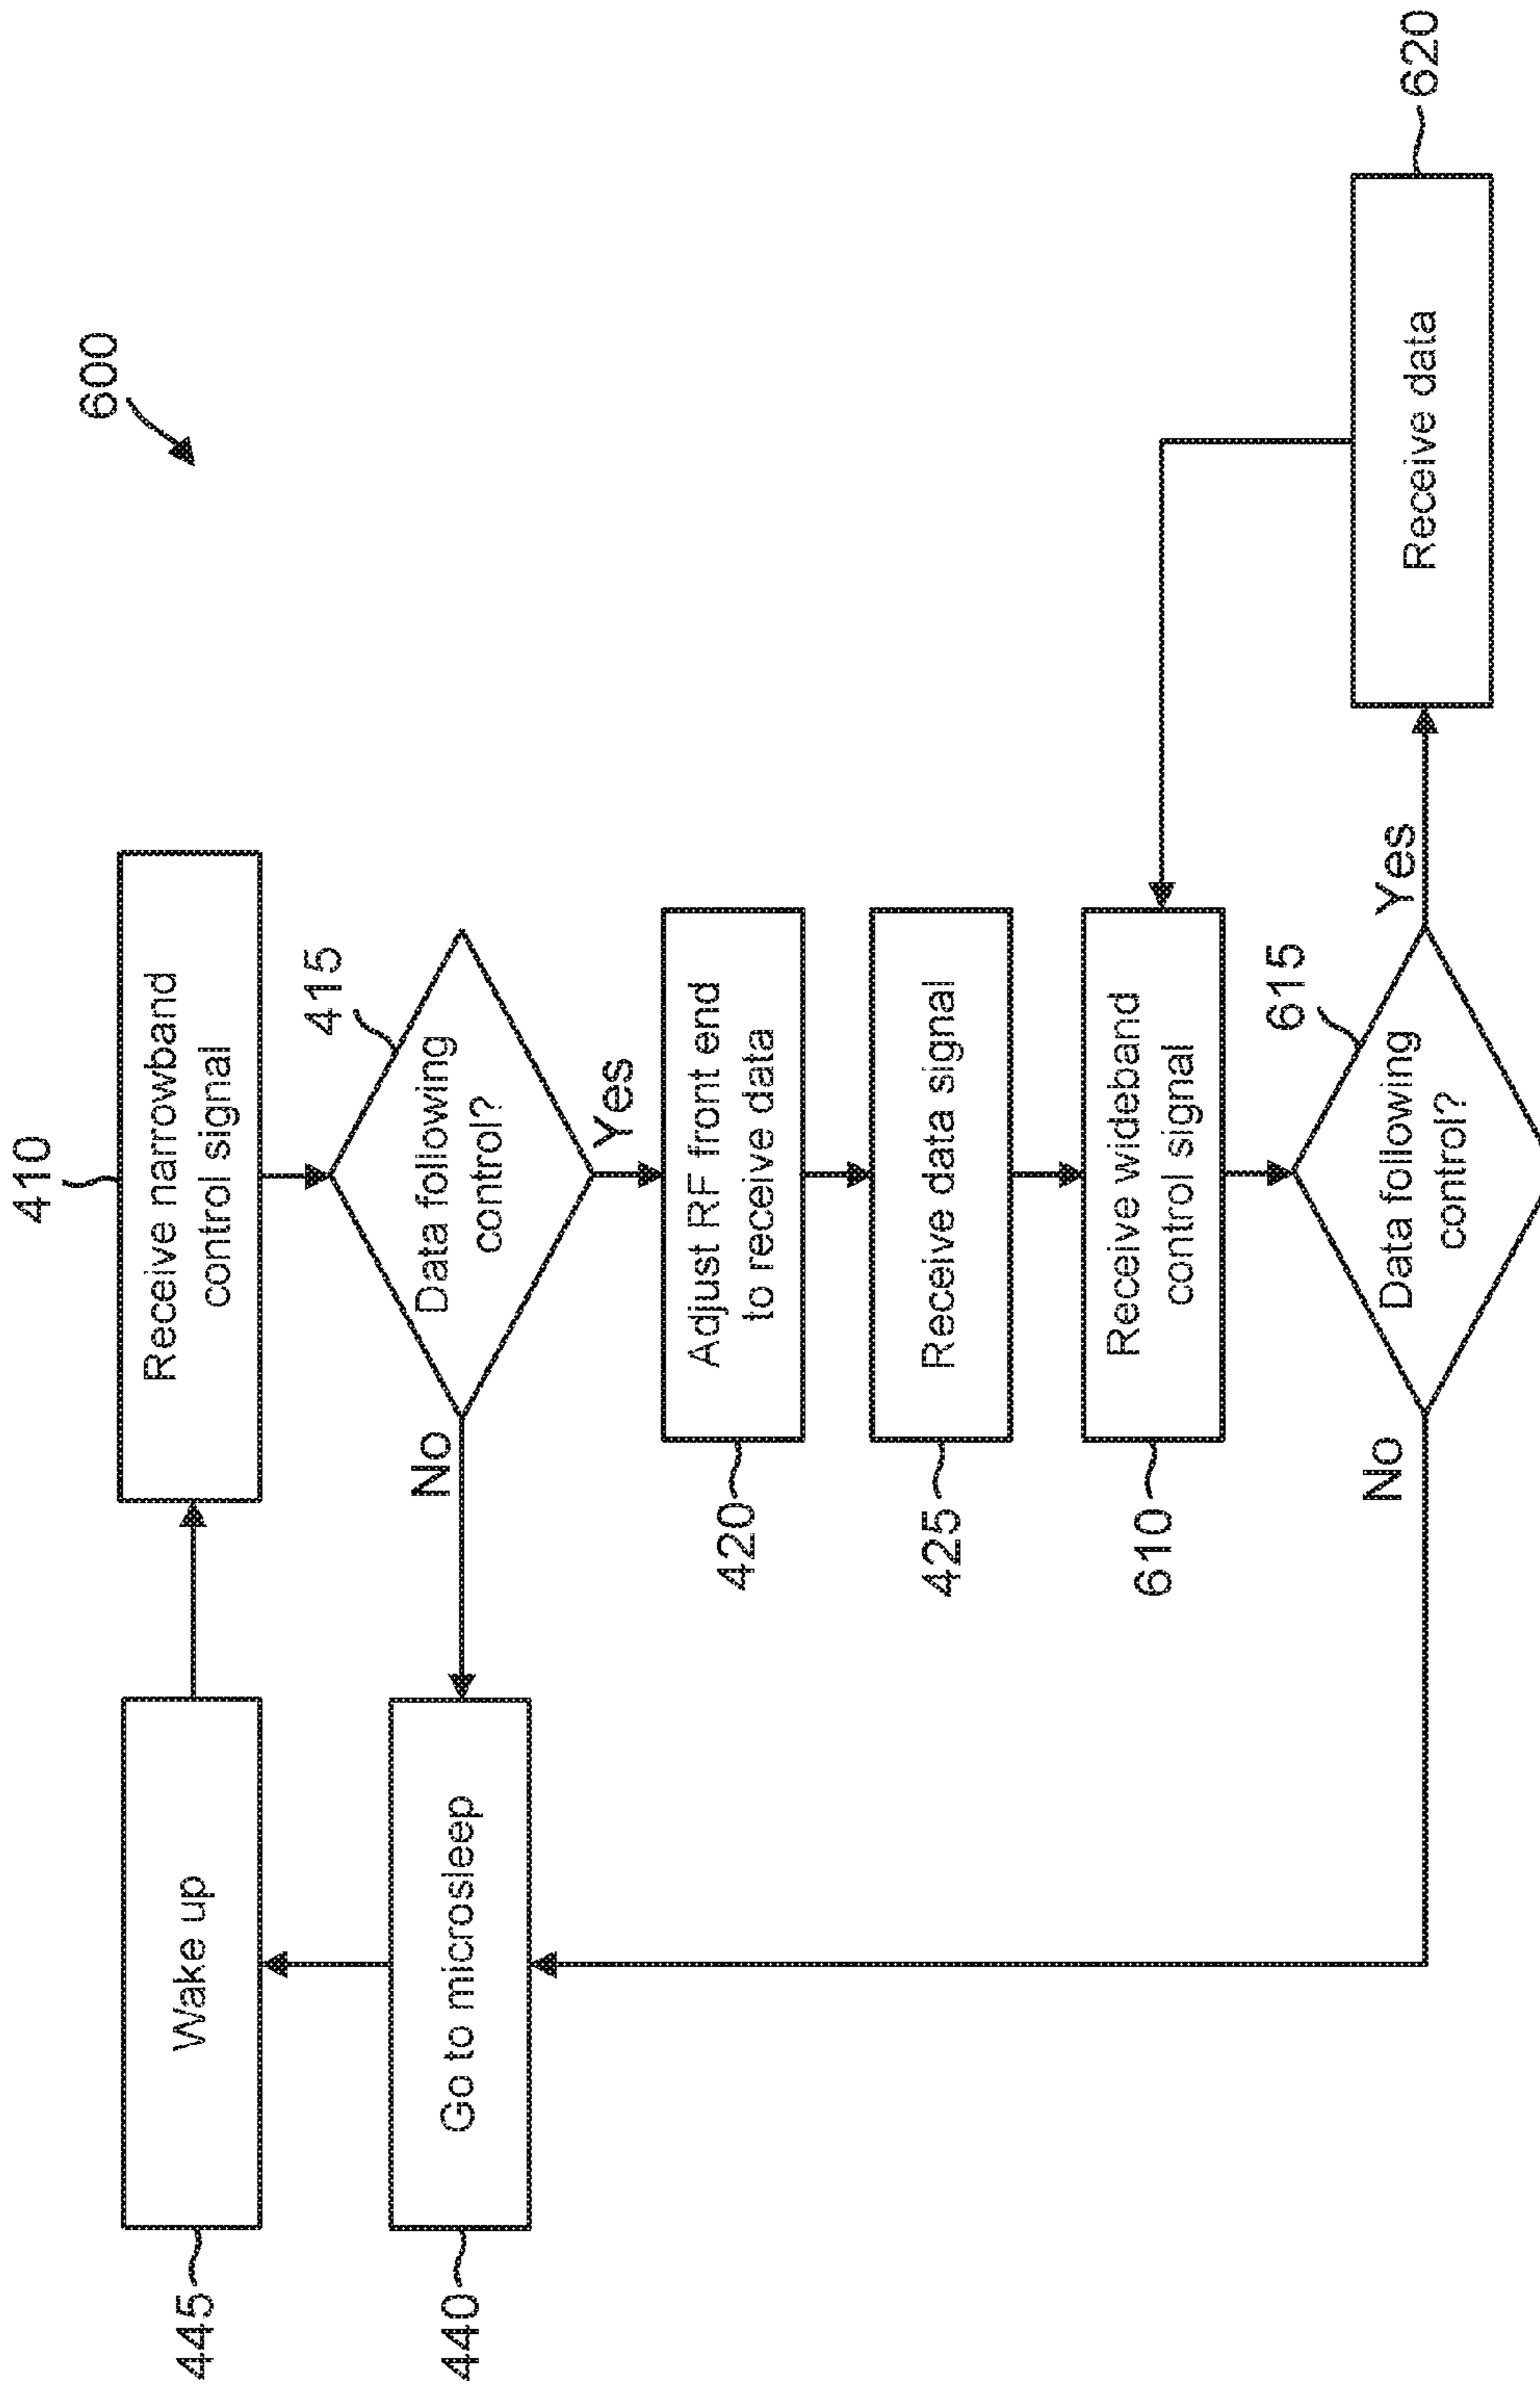 600
410
Receive narrowband
control signal
445
Wake up
415
Data following
control?
No
Yes
440
Go to microsleep
420
Adjust RF front end
to receive data
425
Receive data signal
610
Receive wideband
control signal
615
Data following
control?
No
Yes
620
Receive data